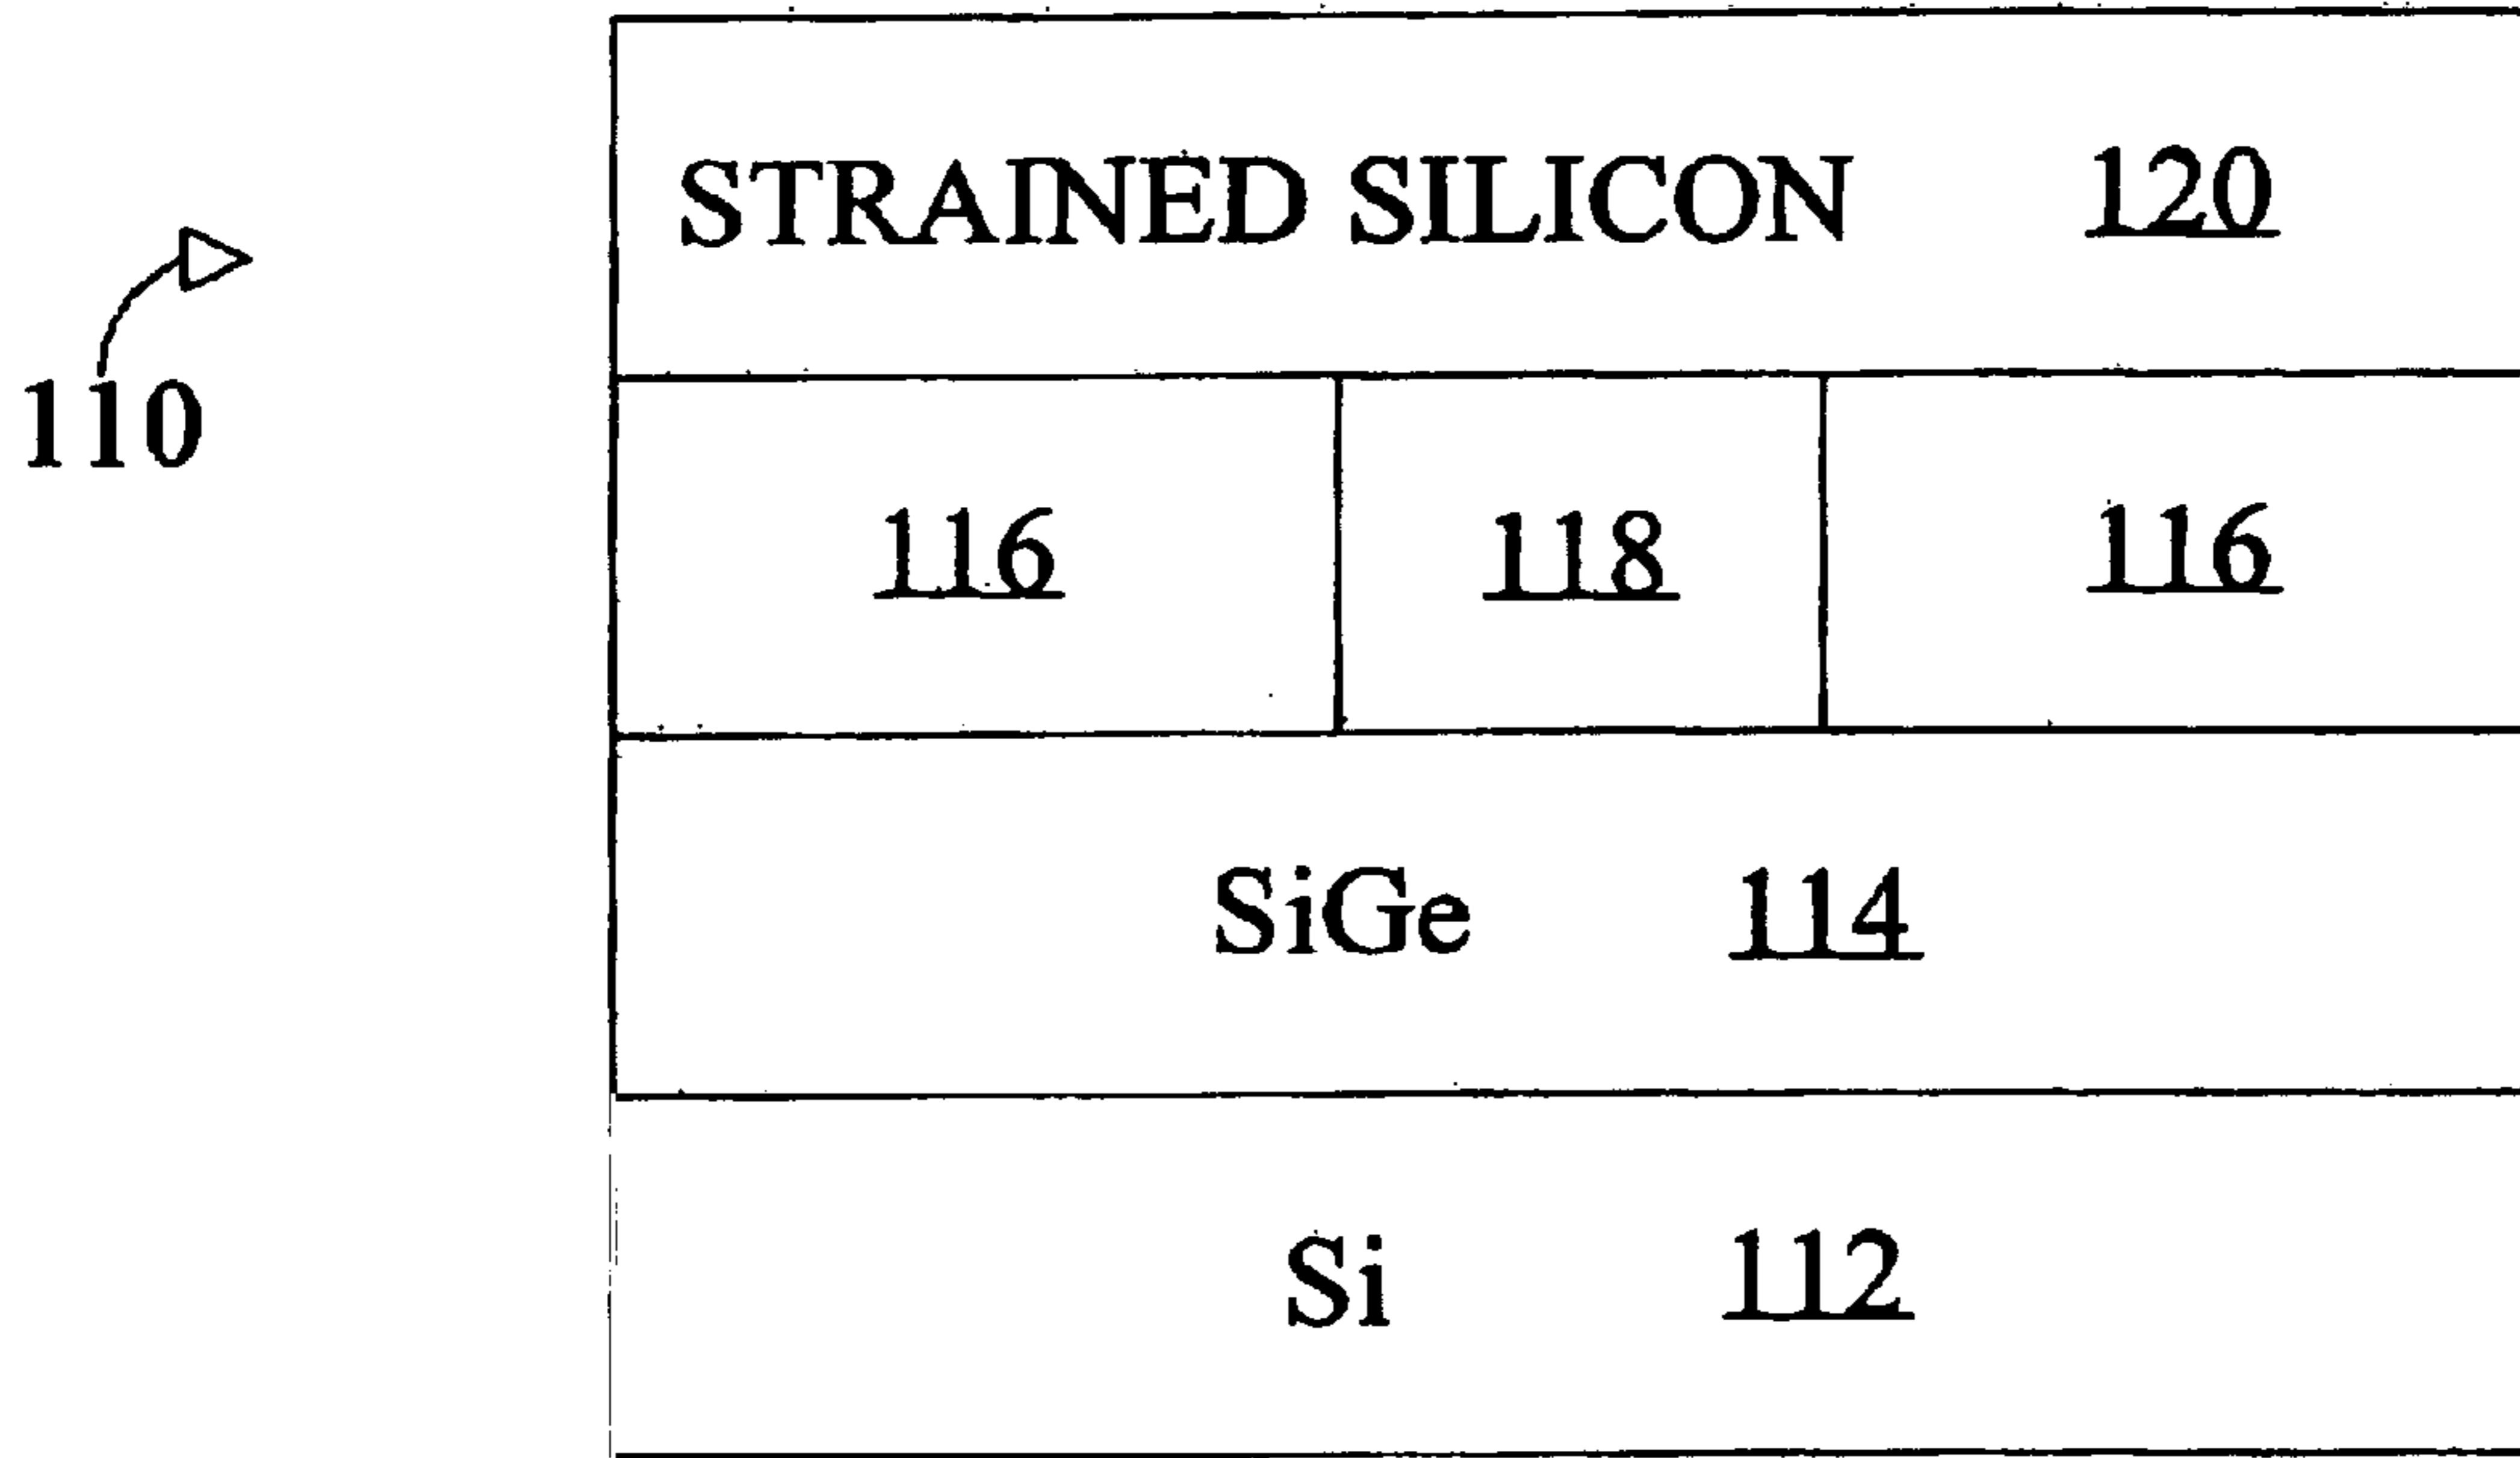 STRAINED SILICON 120
110
116 118 116
SiGe 114
Si 112